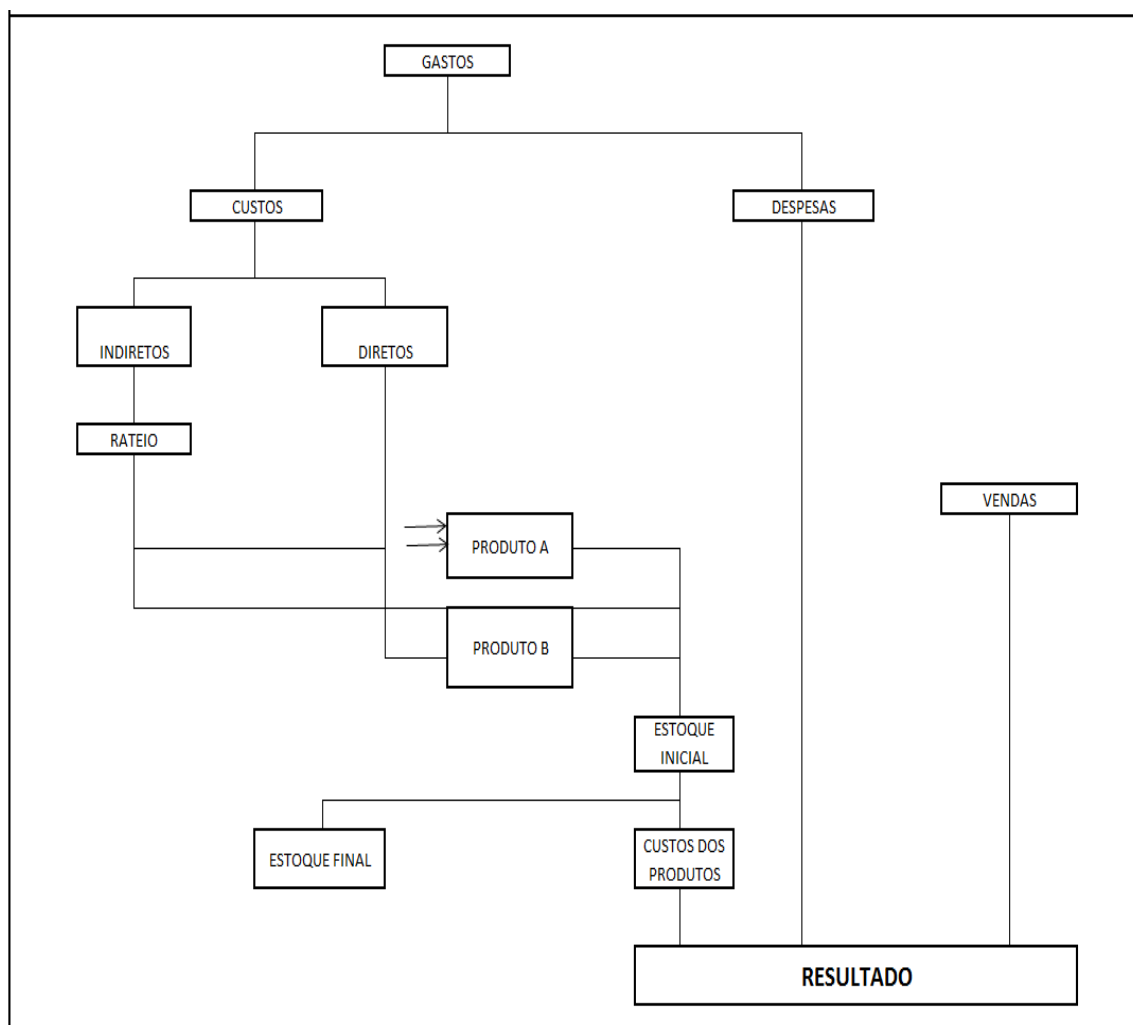 GASTOS
CUSTOS
DESPESAS
INDIRETOS
DIRETOS
RATEIO
VENDAS
PRODUTO A
PRODUTO B
ESTOQUE
INICIAL
ESTOQUE FINAL
CUSTOS DOS
PRODUTOS
RESULTADO